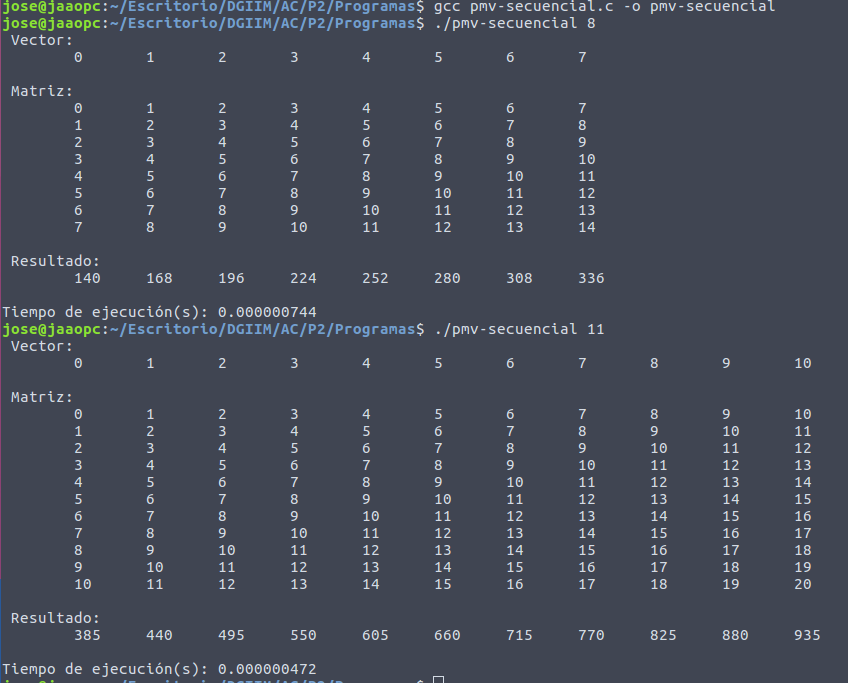 jose@jaaopc:~/Escritorio/DGIIM/AC/P2/Programas$ gcc pmv-secuencial.c -o pmv-secuencial
jose@jaaopc:~/Escritorio/DGIIM/AC/P2/Programas$ ./pmv-secuencial 8
Vector:
0 1 2 3 4 5 6 7
Matriz:
0 1 2 3 4 5 6 7
1 2 3 4 5 6 7 8
2 3 4 5 6 7 8 9
3 4 5 6 7 8 9 10
4 5 6 7 8 9 10 11
5 6 7 8 9 10 11 12
6 7 8 9 10 11 12 13
7 8 9 10 11 12 13 14
Resultado:
140 168 196 224 252 280 308 336
Tiempo de ejecución(s): 0.000000744
jose@jaaopc:~/Escritorio/DGIIM/AC/P2/Programas$ ./pmv-secuencial 11
Vector:
0 1 2 3 4 5 6 7 8 9 10
Matriz:
0 1 2 3 4 5 6 7 8 9 10
1 2 3 4 5 6 7 8 9 10 11
2 3 4 5 6 7 8 9 10 11 12
3 4 5 6 7 8 9 10 11 12 13
4 5 6 7 8 9 10 11 12 13 14
5 6 7 8 9 10 11 12 13 14 15
6 7 8 9 10 11 12 13 14 15 16
7 8 9 10 11 12 13 14 15 16 17
8 9 10 11 12 13 14 15 16 17 18
9 10 11 12 13 14 15 16 17 18 19
10 11 12 13 14 15 16 17 18 19 20
Resultado:
385 440 495 550 605 660 715 770 825 880 935
Tiempo de ejecución(s): 0.000000472
jose@jaaopc:~/Escritorio/DGIIM/AC/P2/Programas$